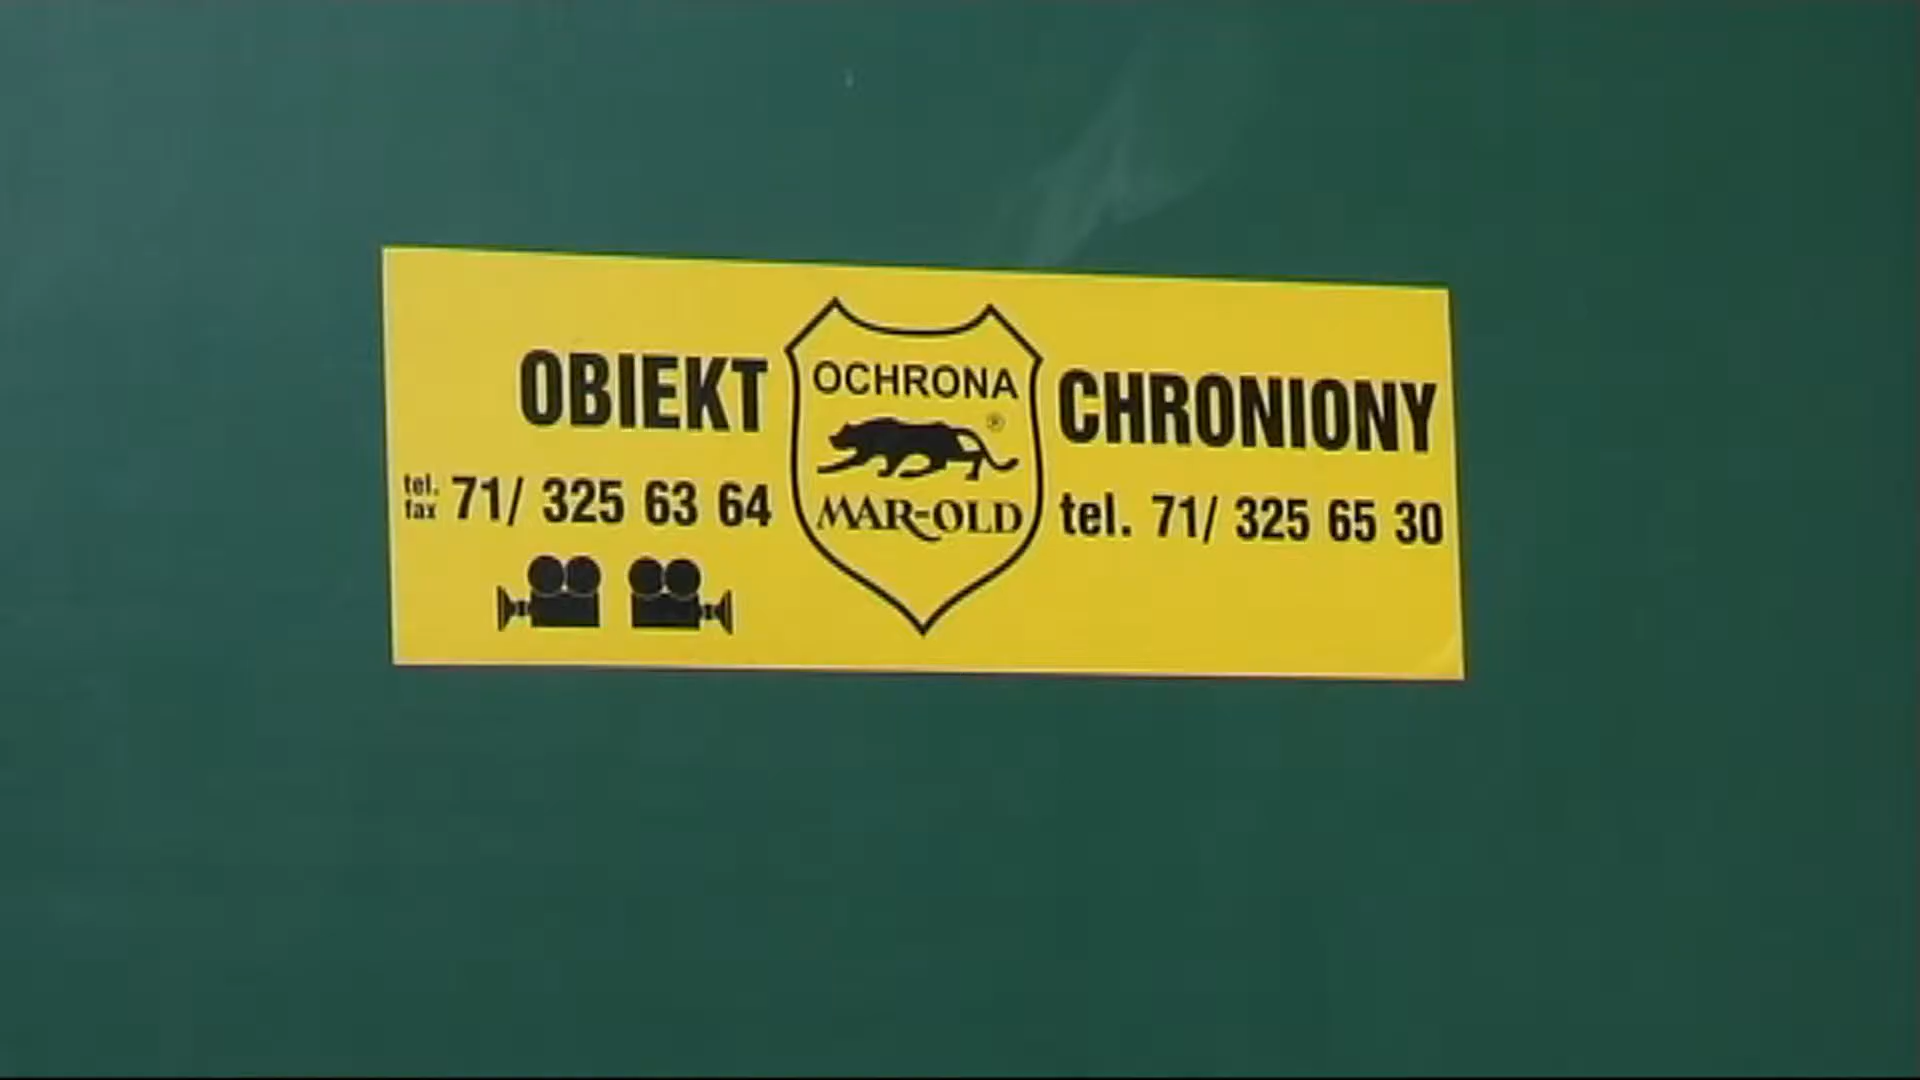 OBIEKT OCHRONA CHRONIONY
®
tel. fax 71/ 325 63 64 MAR-OLD tel. 71/ 325 65 30